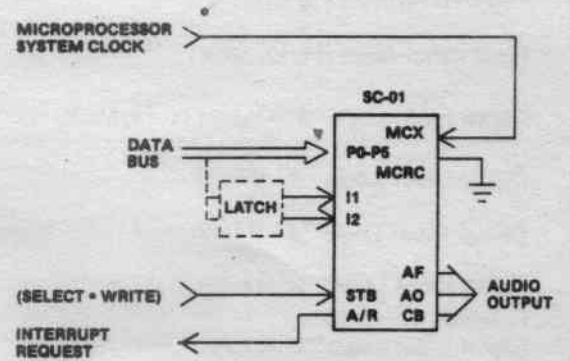 MICROPROCESSOR
SYSTEM CLOCK
SC-01
MCX
DATA
BUS
P0-P5
MCRC
LATCH
I1
I2
AF
(SELECT • WRITE)
STB
AO
AUDIO
OUTPUT
A/R
CB
INTERRUPT
REQUEST